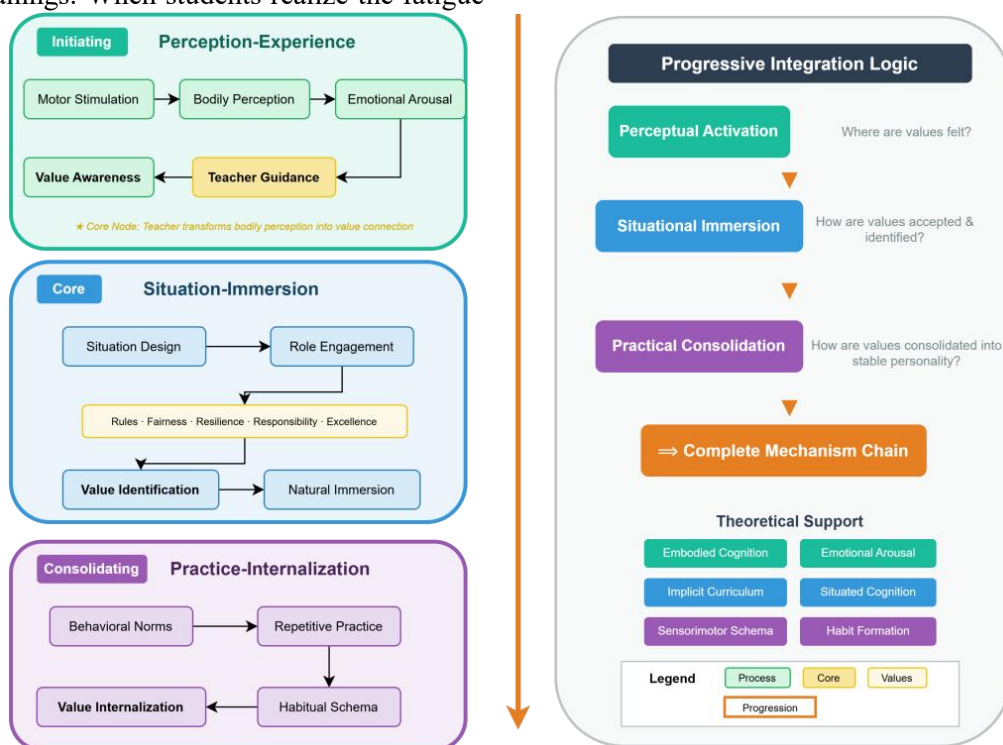 Initiating
Perception-Experience
Motor Stimulation
Bodily Perception
Emotional Arousal
Value Awareness
Teacher Guidance
★ Core Node: Teacher transforms bodily perception into value connection
Core
Situation-Immersion
Situation Design
Role Engagement
Rules · Fairness · Resilience · Responsibility · Excellence
Value Identification
Natural Immersion
Consolidating
Practice-Internalization
Behavioral Norms
Repetitive Practice
Value Internalization
Habitual Schema
Progressive Integration Logic
Perceptual Activation
Where are values felt?
Situational Immersion
How are values accepted &
identified?
Practical Consolidation
How are values consolidated into
stable personality?
⟹ Complete Mechanism Chain
Theoretical Support
Embodied Cognition
Emotional Arousal
Implicit Curriculum
Situated Cognition
Sensorimotor Schema
Habit Formation
Legend
Process
Core
Values
Progression